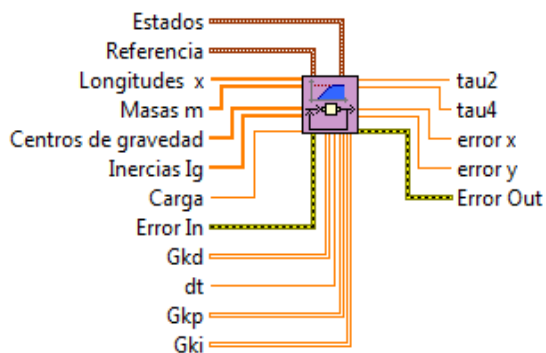 Estados
Referencia
Longitudes x
Masas m
Centros de gravedad
Inercias Ig
Carga
Error In
Gkd
dt
Gkp
Gki
tau2
tau4
error x
error y
Error Out